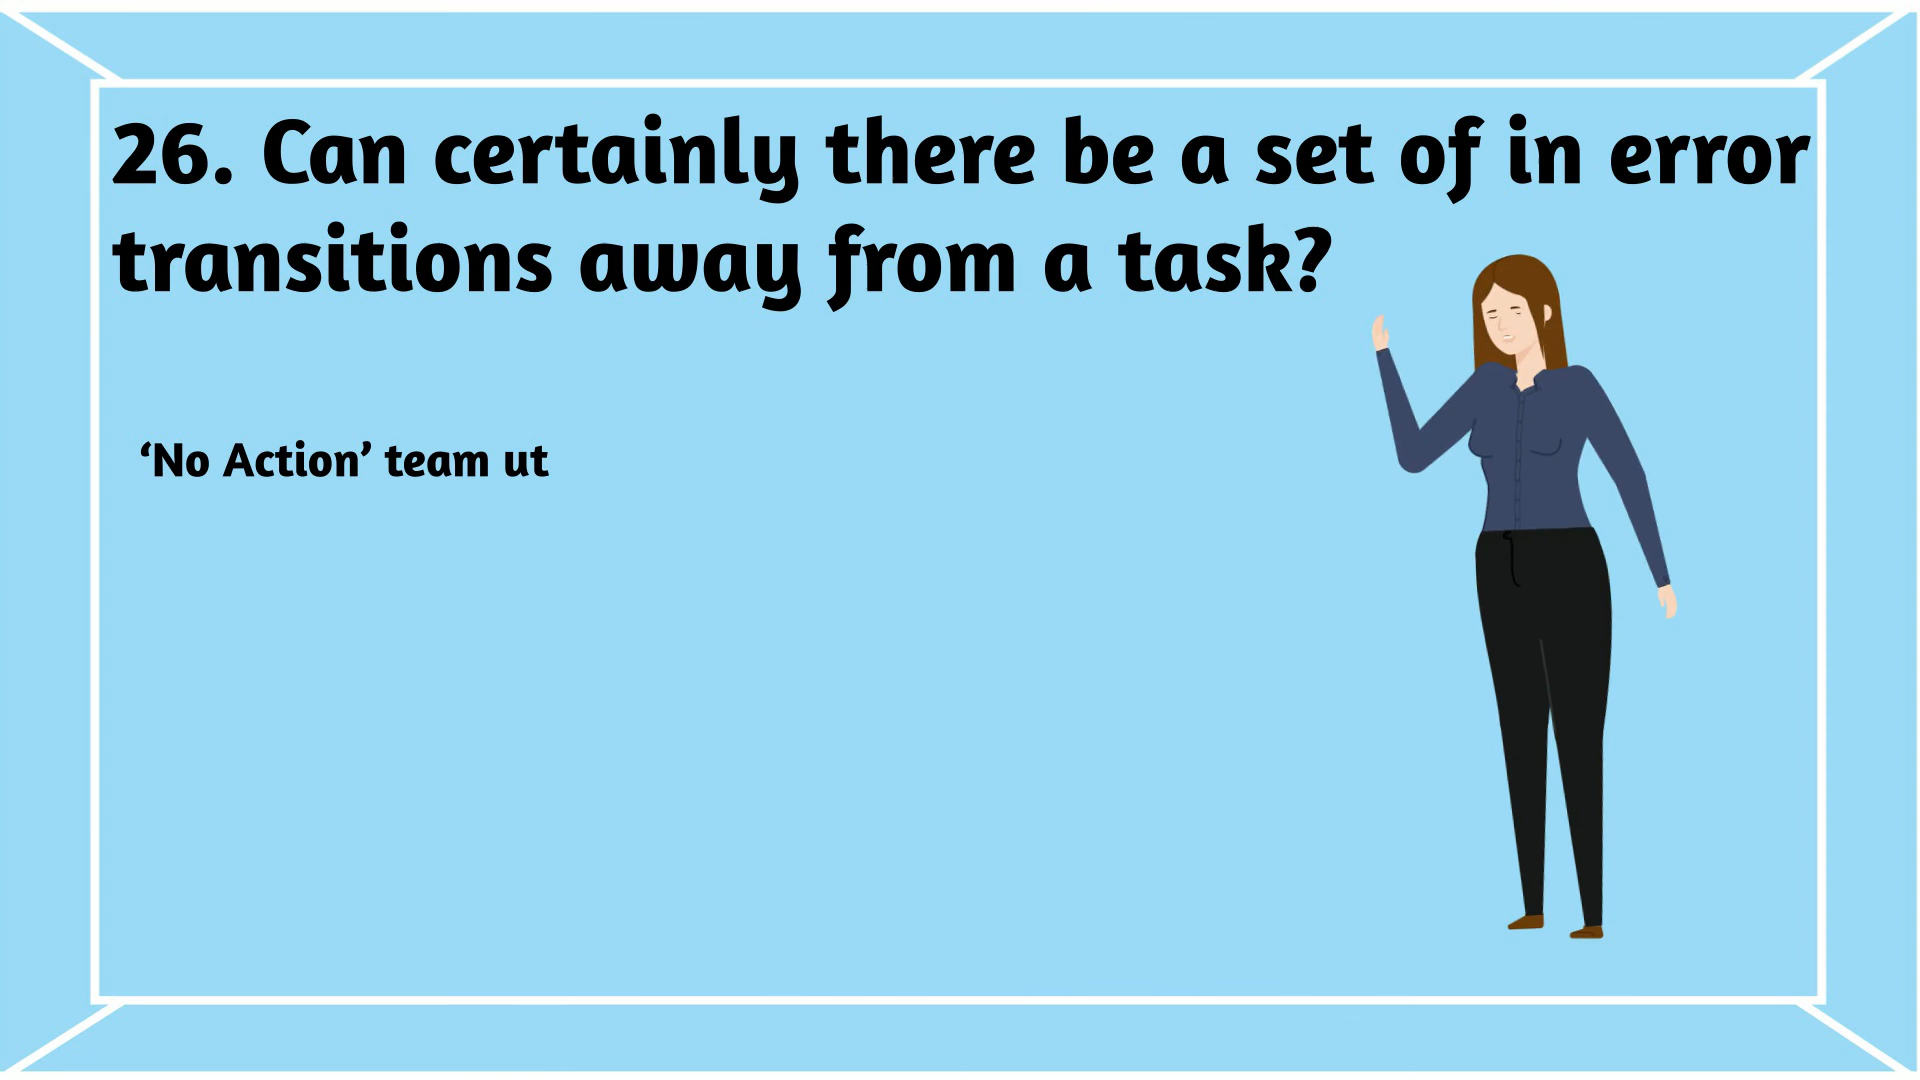 26. Can certainly there be a set of in error
transitions away from a task?
‘No Action’ team ut